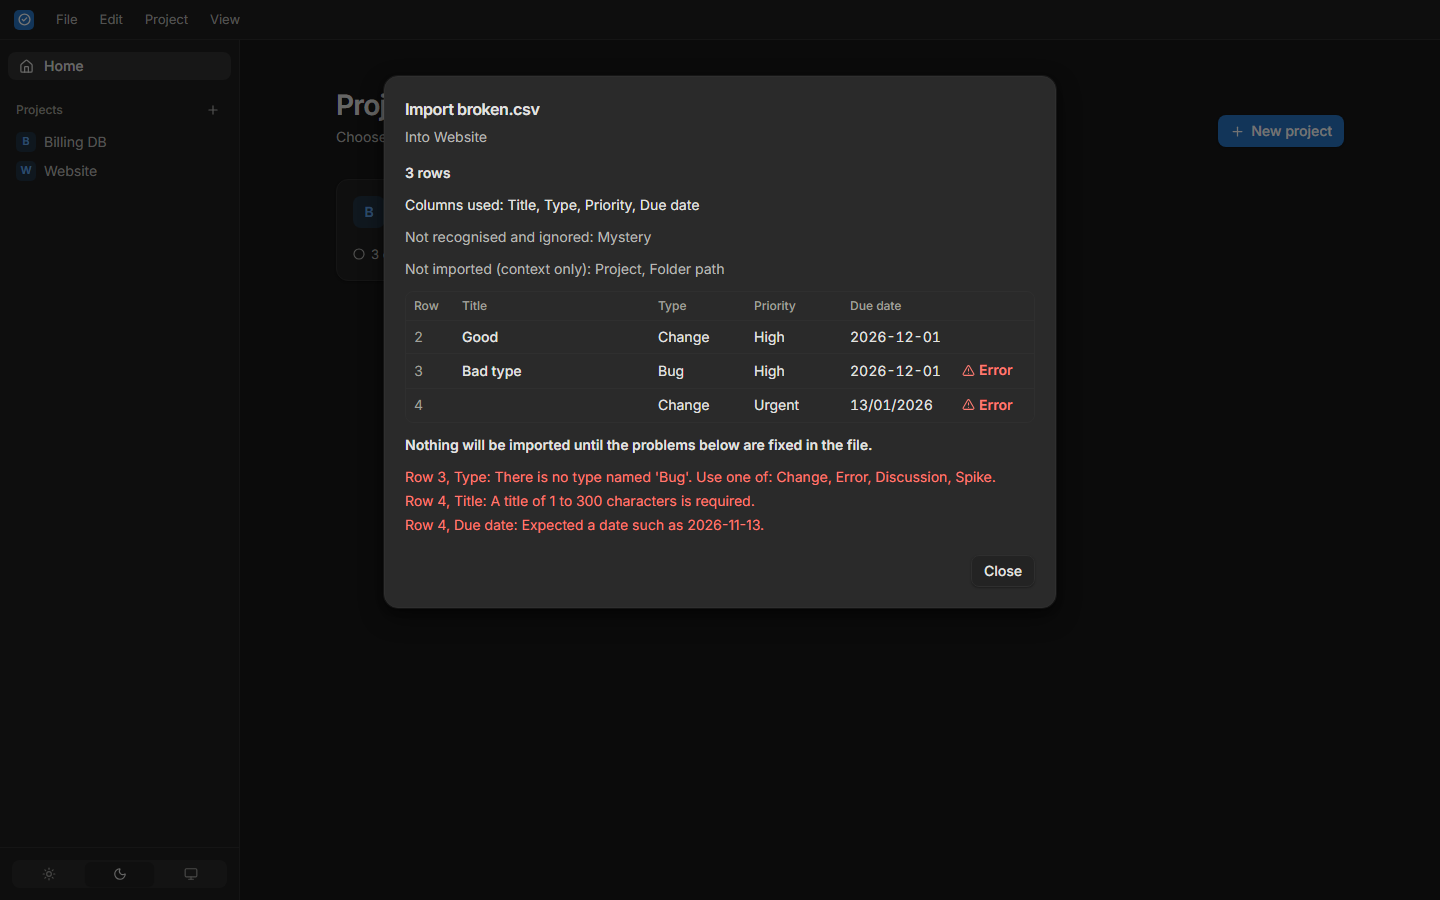 File Edit Project View
Home
Projects
B Billing DB
W Website
Proj
Choose
New project
B
3
Import broken.csv
Into Website
3 rows
Columns used: Title, Type, Priority, Due date
Not recognised and ignored: Mystery
Not imported (context only): Project, Folder path
Row Title Type Priority Due date
2 Good Change High 2026-12-01
3 Bad type Bug High 2026-12-01 Error
4 Change Urgent 13/01/2026 Error
Nothing will be imported until the problems below are fixed in the file.
Row 3, Type: There is no type named 'Bug'. Use one of: Change, Error, Discussion, Spike.
Row 4, Title: A title of 1 to 300 characters is required.
Row 4, Due date: Expected a date such as 2026-11-13.
Close